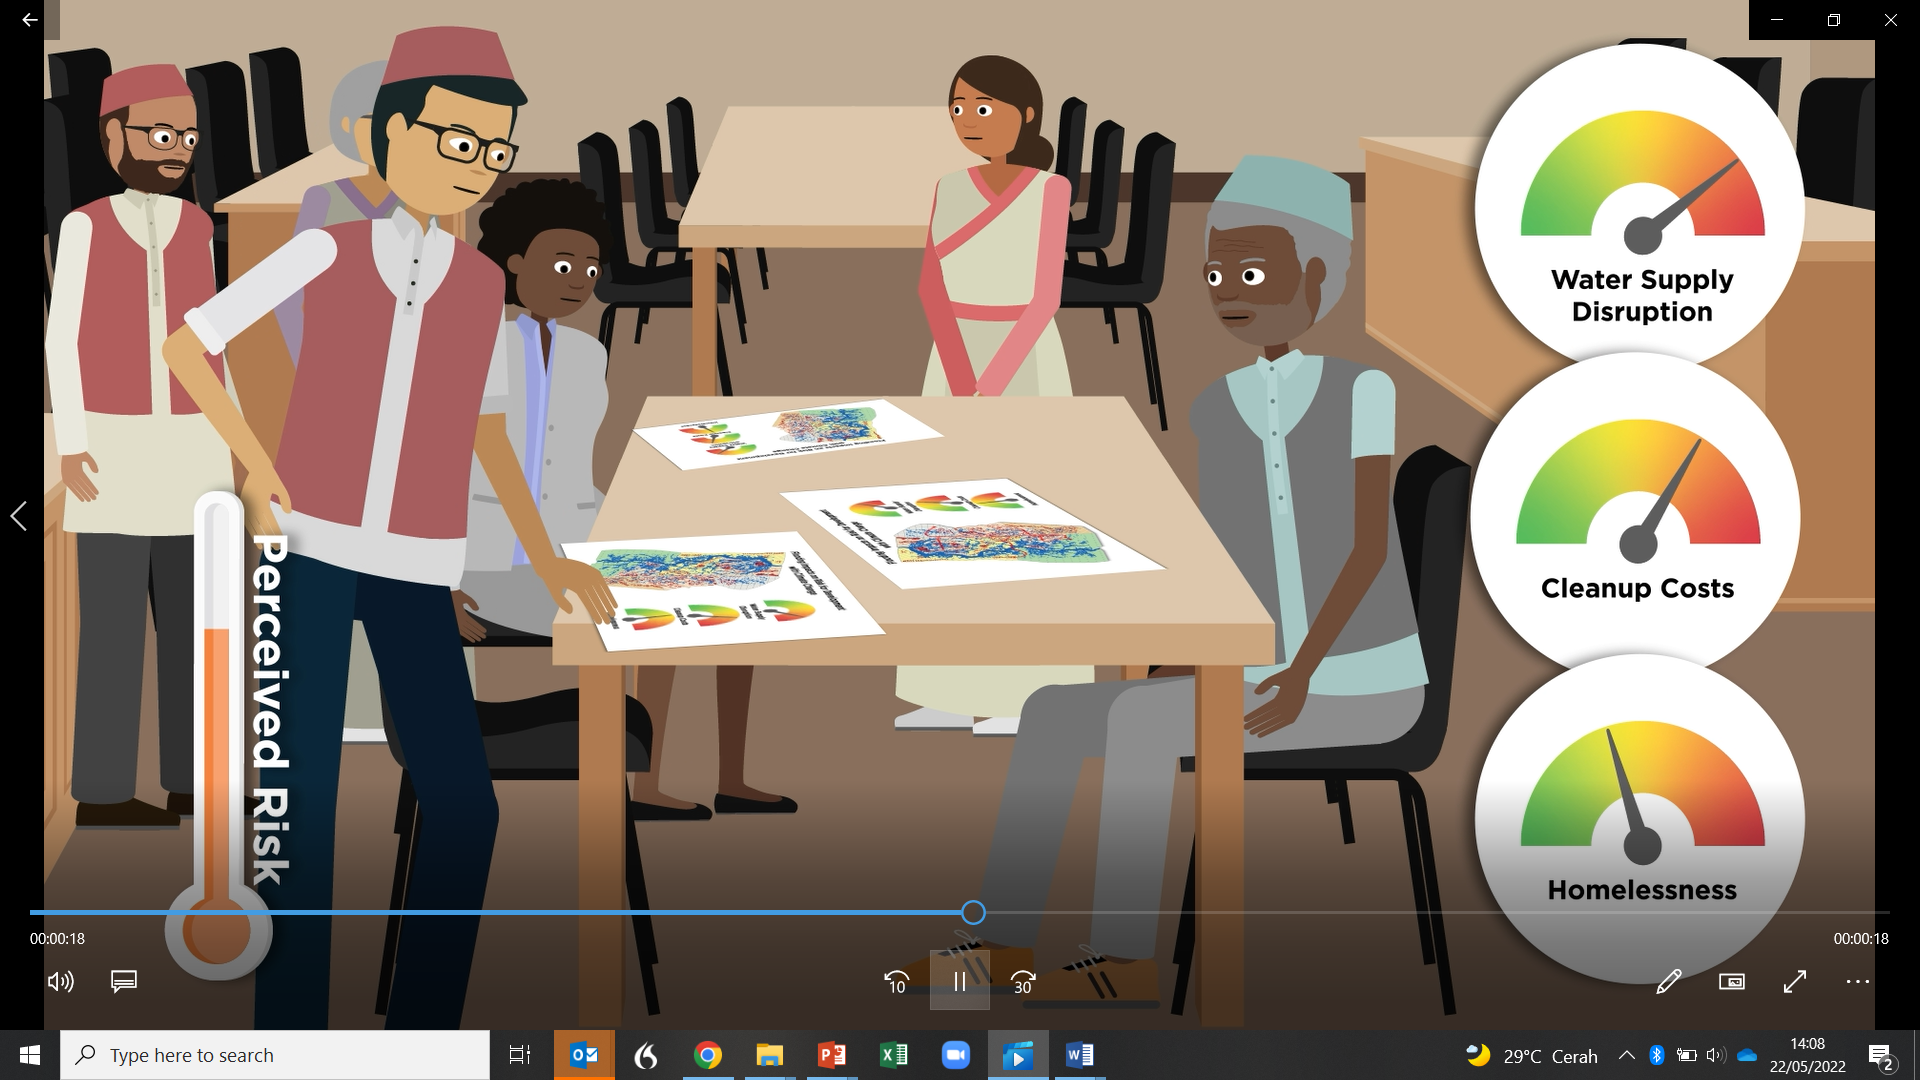 Water Supply
Disruption
Cleanup Costs
Homelessness
Perceived Risk
00:00:18
00:00:18
10
30
Type here to search
29°C Cerah
14:08
22/05/2022
2